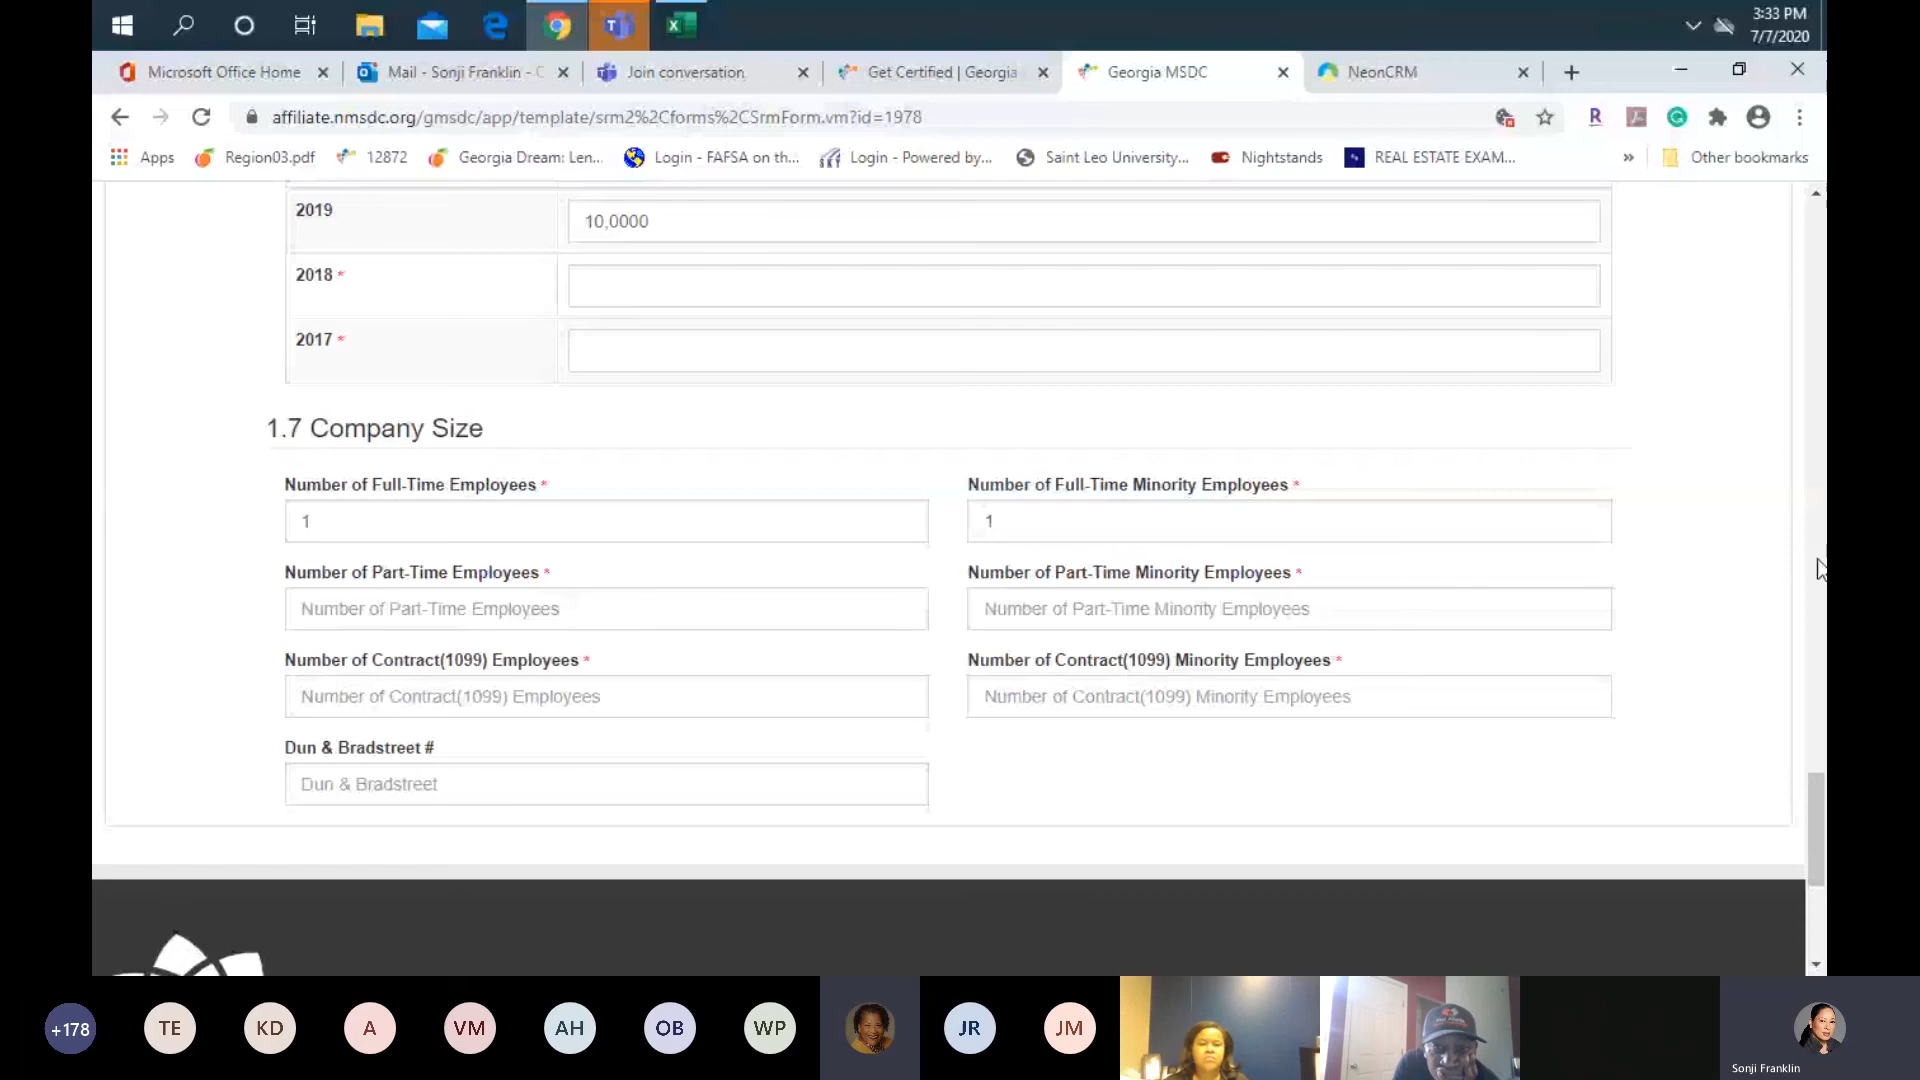 3:33 PM
7/7/2020
Microsoft Office Home
Mail - Sonji Franklin - C
Join conversation
Get Certified | Georgia
Georgia MSDC
NeonCRM
affiliate.nmsdc.org/gmsdc/app/template/srm2%2Cforms%2CSrmForm.vm?id=1978
Apps
Region03.pdf
12872
Georgia Dream: Len...
Login - FAFSA on th...
Login - Powered by...
Saint Leo University...
Nightstands
REAL ESTATE EXAM...
»
Other bookmarks
2019
10,0000
2018 *
2017 *
1.7 Company Size
Number of Full-Time Employees *
Number of Full-Time Minority Employees *
1
1
Number of Part-Time Employees *
Number of Part-Time Minority Employees *
Number of Part-Time Employees
Number of Part-Time Minority Employees
Number of Contract(1099) Employees *
Number of Contract(1099) Minority Employees *
Number of Contract(1099) Employees
Number of Contract(1099) Minority Employees
Dun & Bradstreet #
Dun & Bradstreet
+178
TE
KD
A
VM
AH
OB
WP
JR
JM
Sonji Franklin